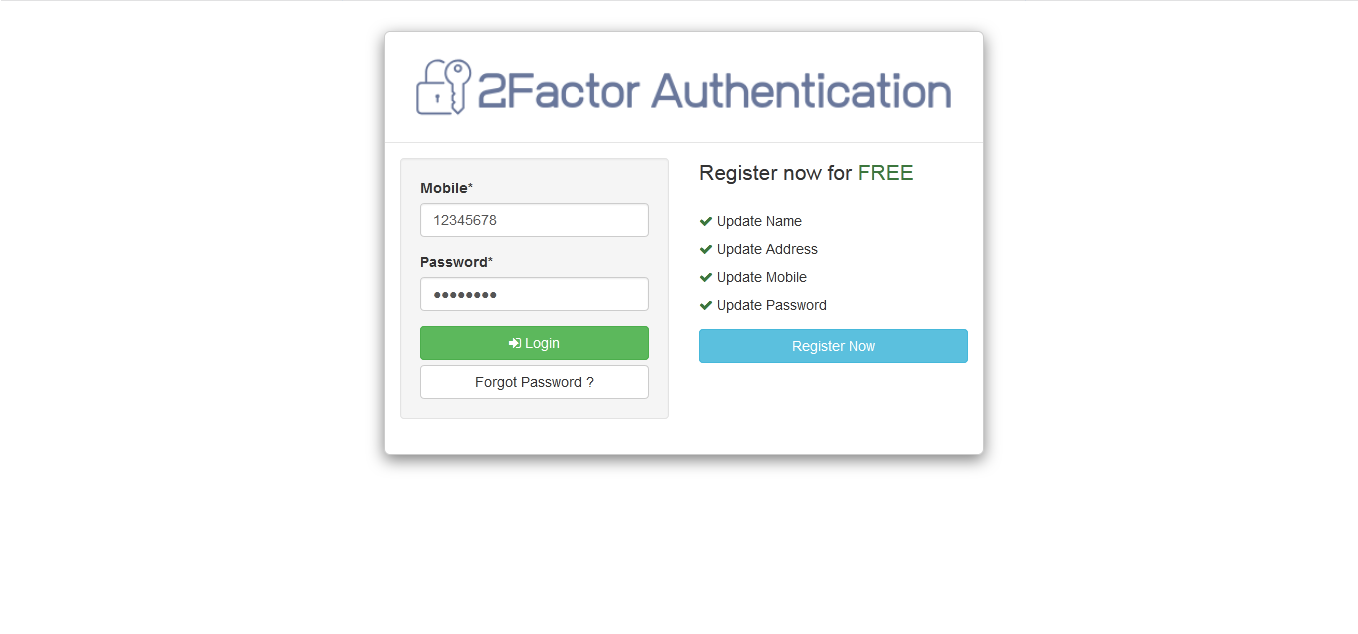 2Factor Authentication
Mobile*
12345678
Password*
••••••••
Login
Forgot Password ?
Register now for FREE
Update Name
Update Address
Update Mobile
Update Password
Register Now